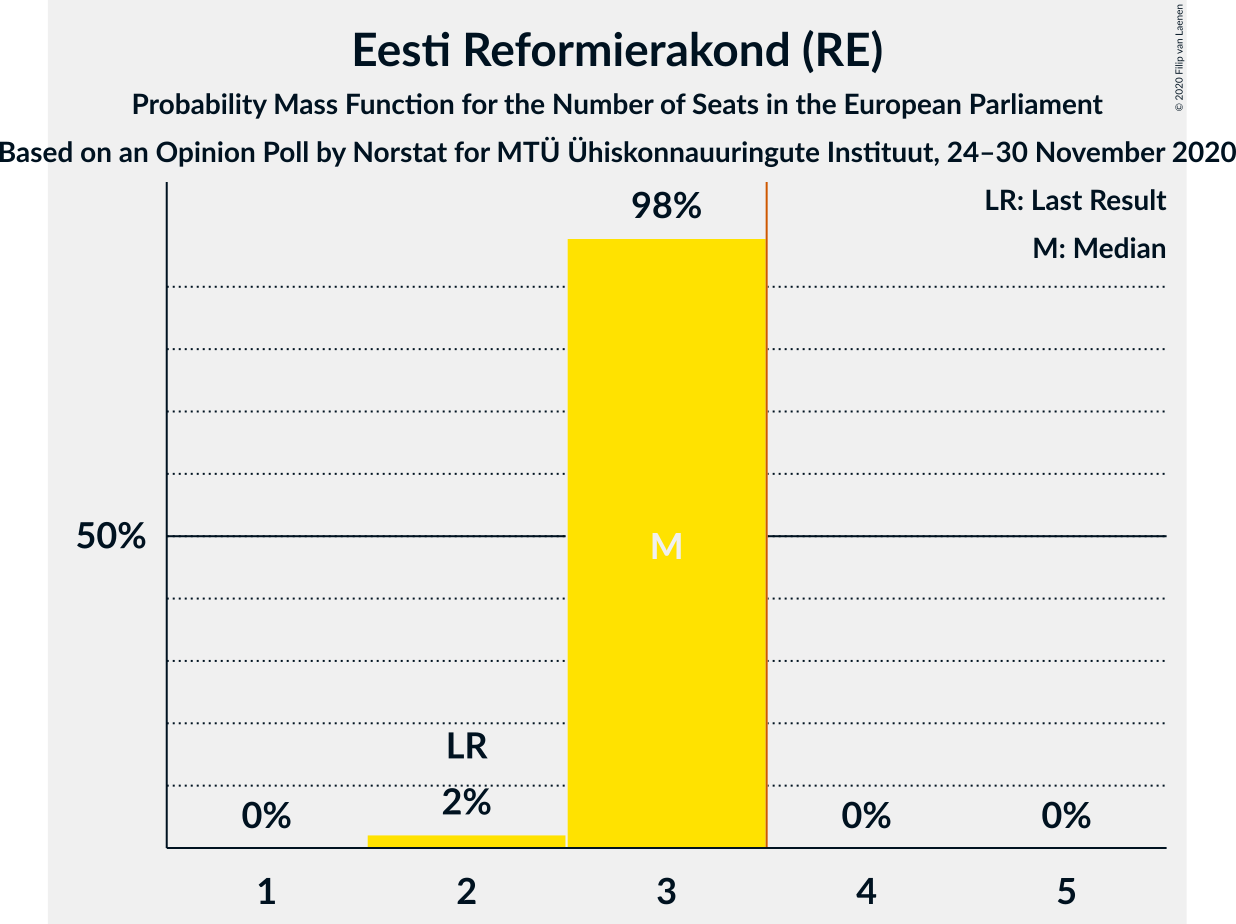 Eesti Reformierakond (RE)
Probability Mass Function for the Number of Seats in the European Parliament
Based on an Opinion Poll by Norstat for MTÜ Ühiskonnauuringute Instituut, 24–30 November 2020
© 2020 Filip van Laenen
LR: Last Result
M: Median
98%
50%
M
LR
0%
2%
0%
0%
1
2
3
4
5